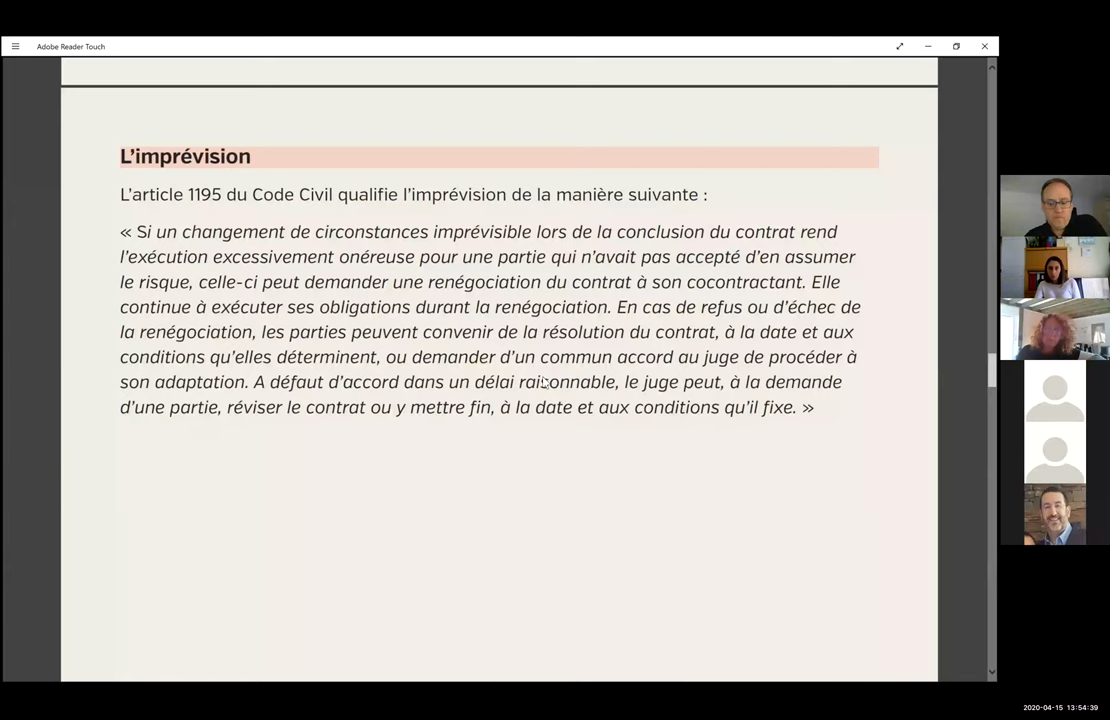 Adobe Reader Touch
L’imprévision
L’article 1195 du Code Civil qualifie l’imprévision de la manière suivante :
« Si un changement de circonstances imprévisible lors de la conclusion du contrat rend
l’exécution excessivement onéreuse pour une partie qui n’avait pas accepté d’en assumer
le risque, celle-ci peut demander une renégociation du contrat à son cocontractant. Elle
continue à exécuter ses obligations durant la renégociation. En cas de refus ou d’échec de
la renégociation, les parties peuvent convenir de la résolution du contrat, à la date et aux
conditions qu’elles déterminent, ou demander d’un commun accord au juge de procéder à
son adaptation. A défaut d’accord dans un délai raisonnable, le juge peut, à la demande
d’une partie, réviser le contrat ou y mettre fin, à la date et aux conditions qu’il fixe. »
2020-04-15 13:54:39